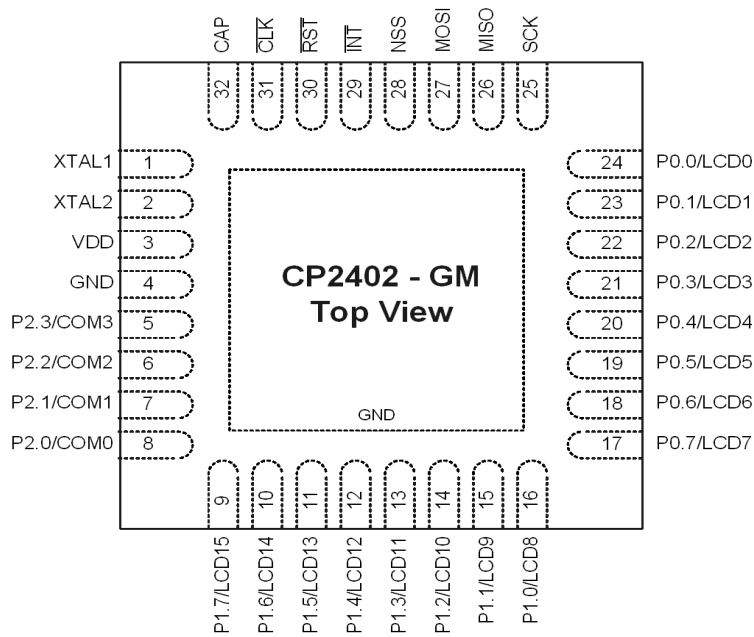 CAP
C̅L̅K̅
R̅S̅T̅
I̅N̅T̅
NSS
MOSI
MISO
SCK
32
31
30
29
28
27
26
25
XTAL1 1
XTAL2 2
VDD 3
GND 4
P2.3/COM3 5
P2.2/COM2 6
P2.1/COM1 7
P2.0/COM0 8
CP2402 - GM
Top View
GND
24 P0.0/LCD0
23 P0.1/LCD1
22 P0.2/LCD2
21 P0.3/LCD3
20 P0.4/LCD4
19 P0.5/LCD5
18 P0.6/LCD6
17 P0.7/LCD7
9
10
11
12
13
14
15
16
P1.7/LCD15
P1.6/LCD14
P1.5/LCD13
P1.4/LCD12
P1.3/LCD11
P1.2/LCD10
P1.1/LCD9
P1.0/LCD8